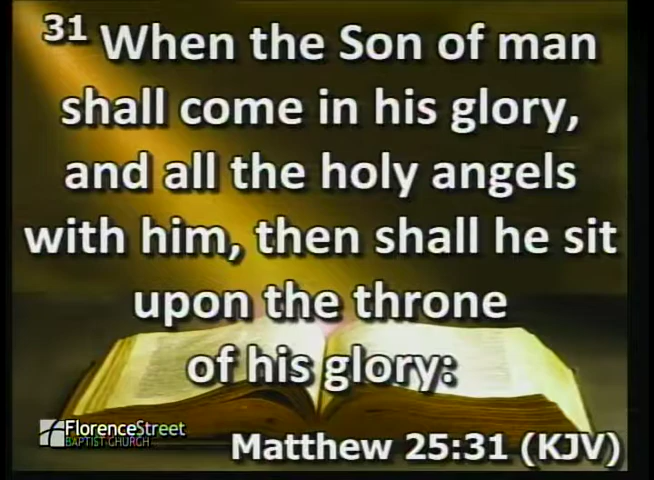 31 When the Son of man
shall come in his glory,
and all the holy angels
with him, then shall he sit
upon the throne
of his glory:
FlorenceStreet
BAPTIST CHURCH
Matthew 25:31 (KJV)